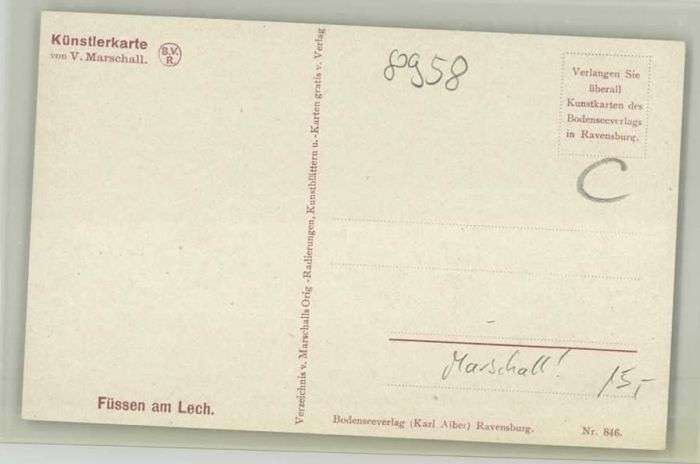 Künstlerkarte
von V. Marschall.
B.V.
R.
8958
Verlangen Sie
überall
Kunstkarten des
Bodenseeverlags
in Ravensburg.
C
Verzeichnis v. Marschalls Orig.-Radierungen, Kunstblättern u. -Karten gratis v. Verlag
Marschall!
15,-
Füssen am Lech.
Bodenseeverlag (Karl Alber) Ravensburg.
Nr. 846.